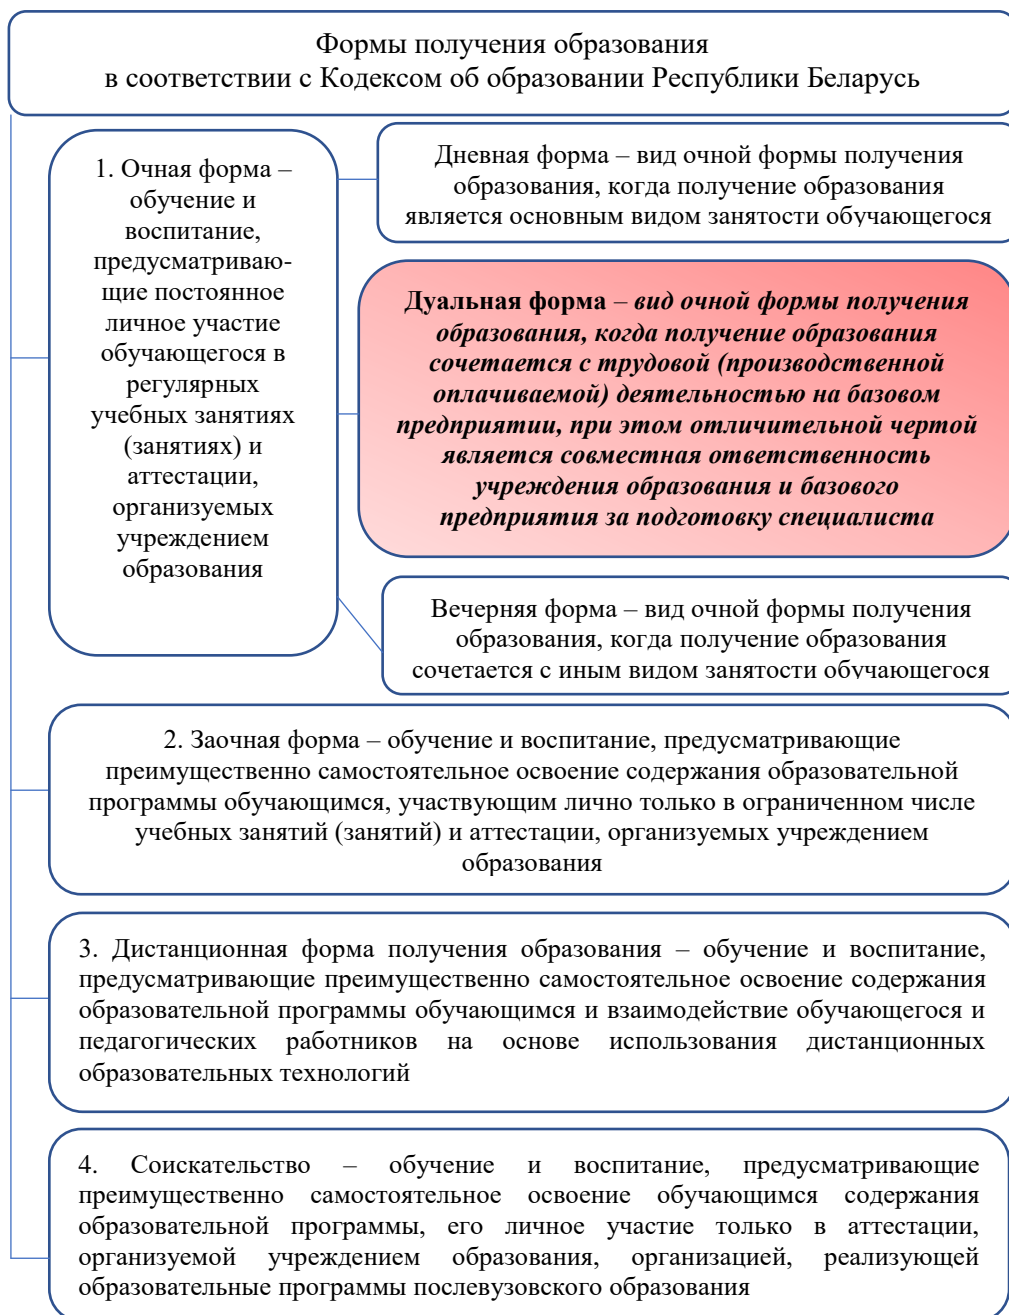 Формы получения образования
в соответствии с Кодексом об образовании Республики Беларусь
1. Очная форма –
обучение и
воспитание,
предусматриваю-
щие постоянное
личное участие
обучающегося в
регулярных
учебных занятиях
(занятиях) и
аттестации,
организуемых
учреждением
образования
Дневная форма – вид очной формы получения
образования, когда получение образования
является основным видом занятости обучающегося
Дуальная форма – вид очной формы получения
образования, когда получение образования
сочетается с трудовой (производственной
оплачиваемой) деятельностью на базовом
предприятии, при этом отличительной чертой
является совместная ответственность
учреждения образования и базового
предприятия за подготовку специалиста
Вечерняя форма – вид очной формы получения
образования, когда получение образования
сочетается с иным видом занятости обучающегося
2. Заочная форма – обучение и воспитание, предусматривающие
преимущественно самостоятельное освоение содержания образовательной
программы обучающимся, участвующим лично только в ограниченном числе
учебных занятий (занятий) и аттестации, организуемых учреждением
образования
3. Дистанционная форма получения образования – обучение и воспитание,
предусматривающие преимущественно самостоятельное освоение содержания
образовательной программы обучающимся и взаимодействие обучающегося и
педагогических работников на основе использования дистанционных
образовательных технологий
4. Соискательство – обучение и воспитание, предусматривающие
преимущественно самостоятельное освоение обучающимся содержания
образовательной программы, его личное участие только в аттестации,
организуемой учреждением образования, организацией, реализующей
образовательные программы послевузовского образования